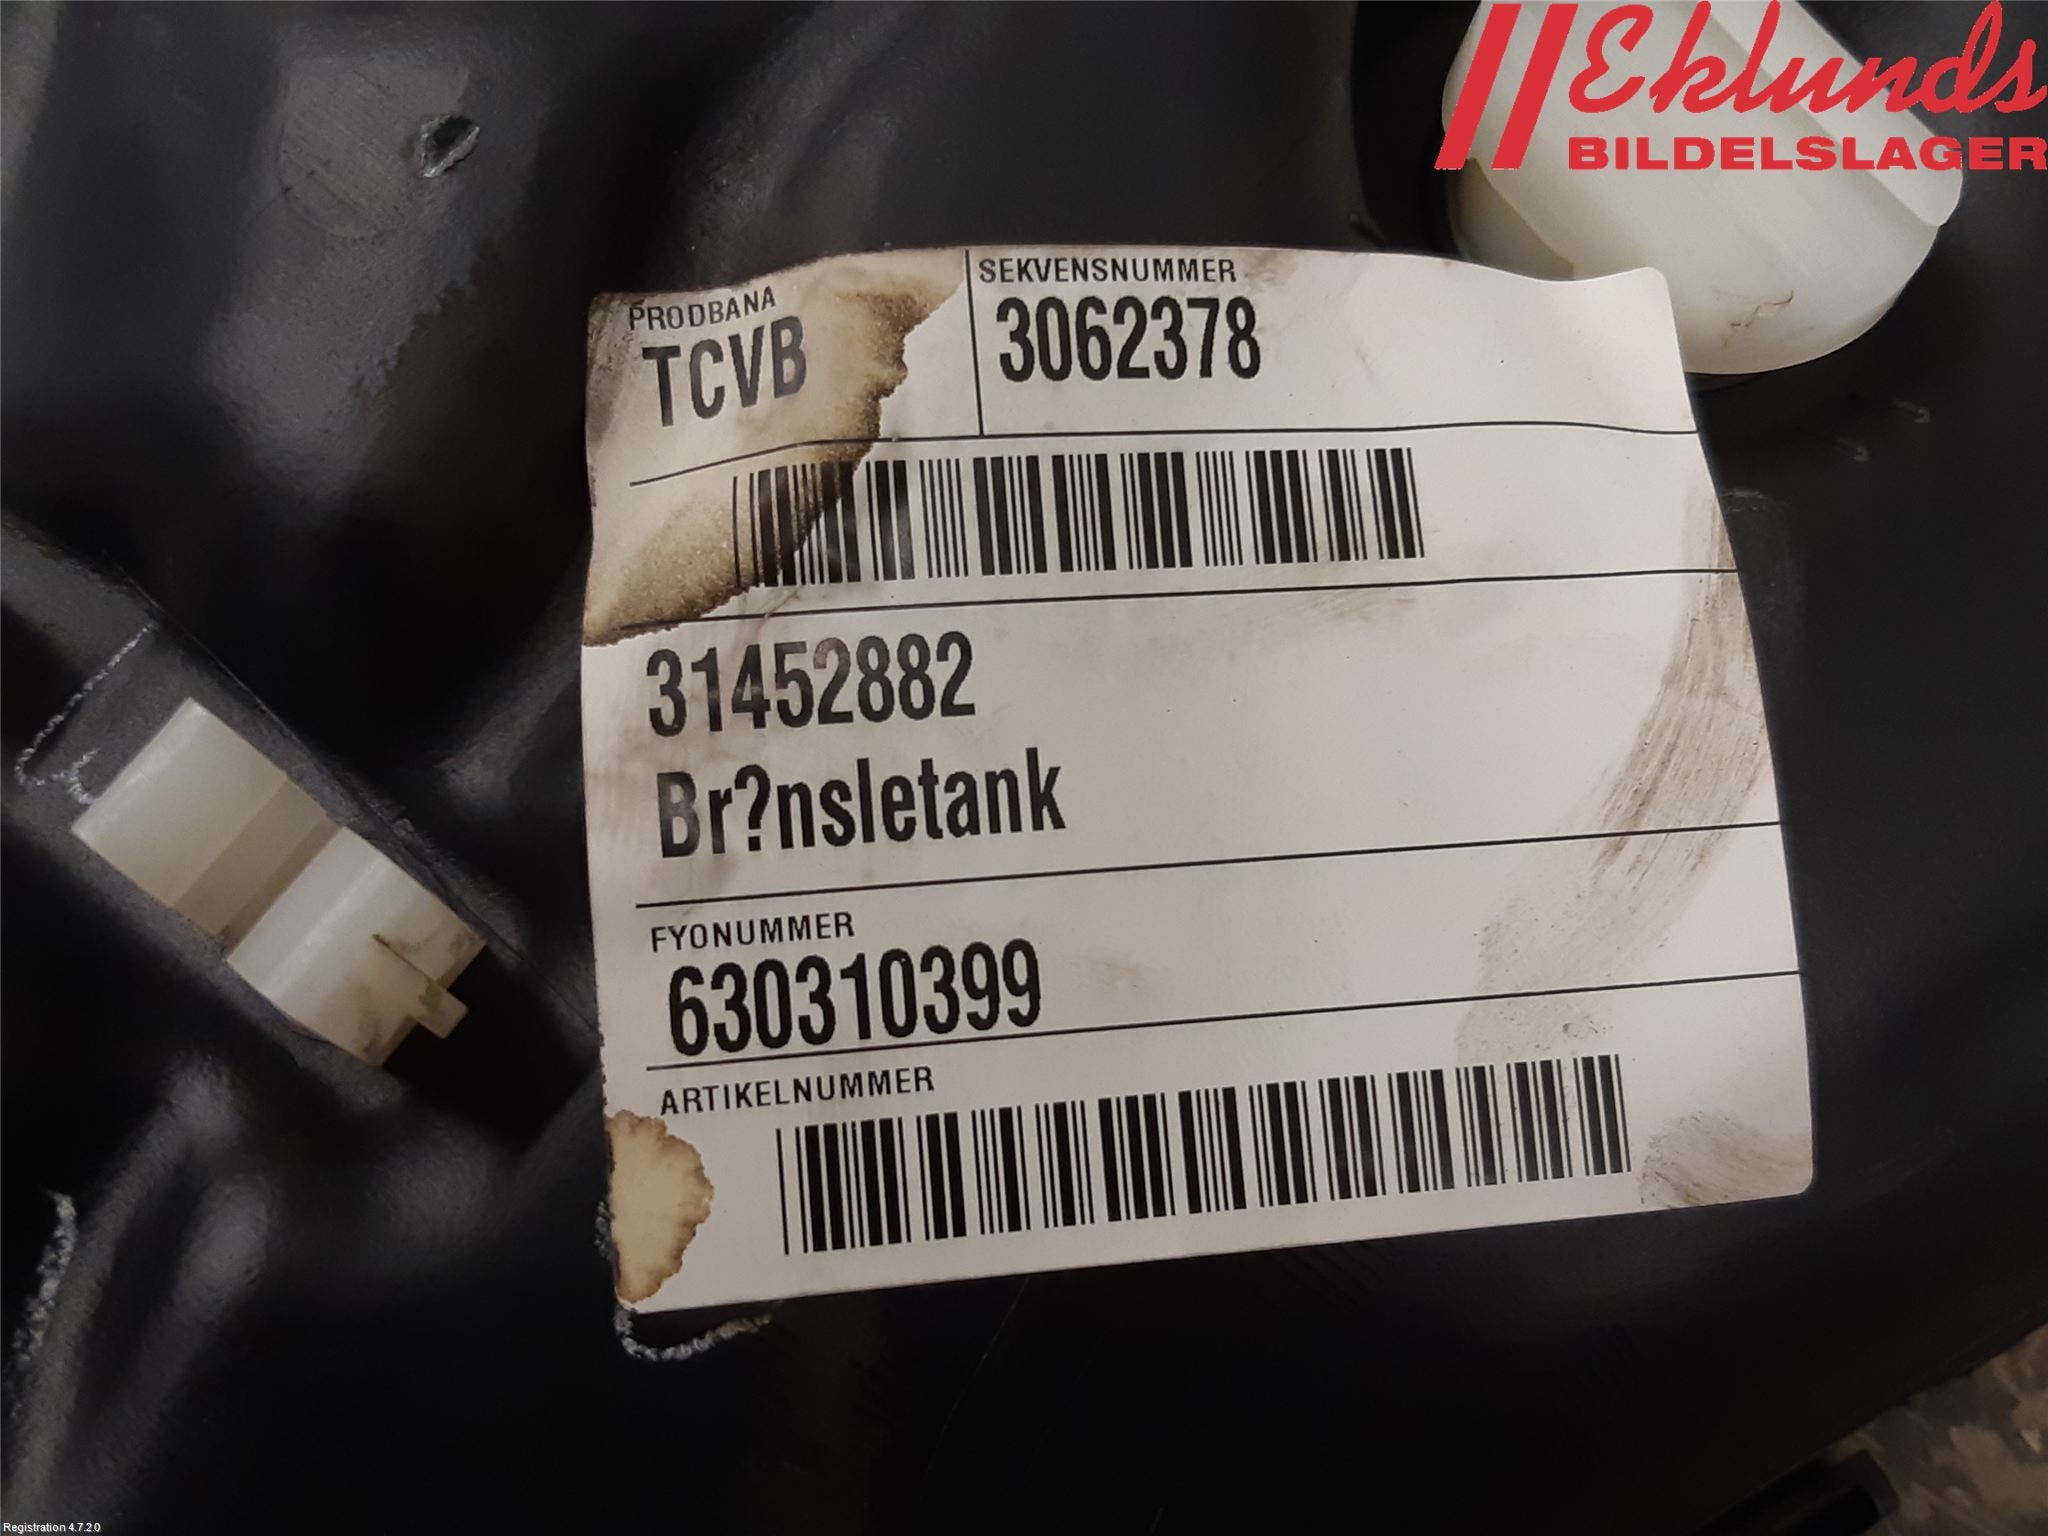 Eklunds
BILDELSLAGER
PRODBANA
TCVB
SEKVENSNUMMER
3062378
31452882
Br?nsletank
FYONUMMER
630310399
ARTIKELNUMMER
Registration 4.7.2.0